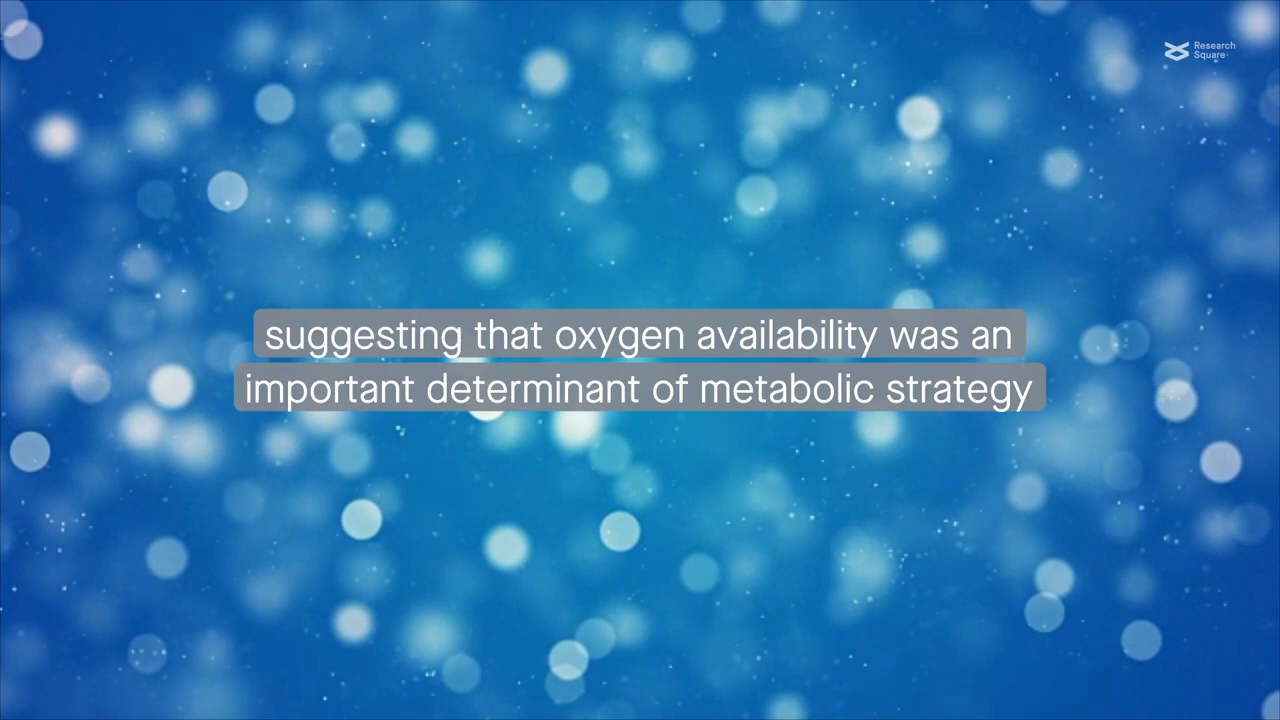 Research
Square
suggesting that oxygen availability was an
important determinant of metabolic strategy